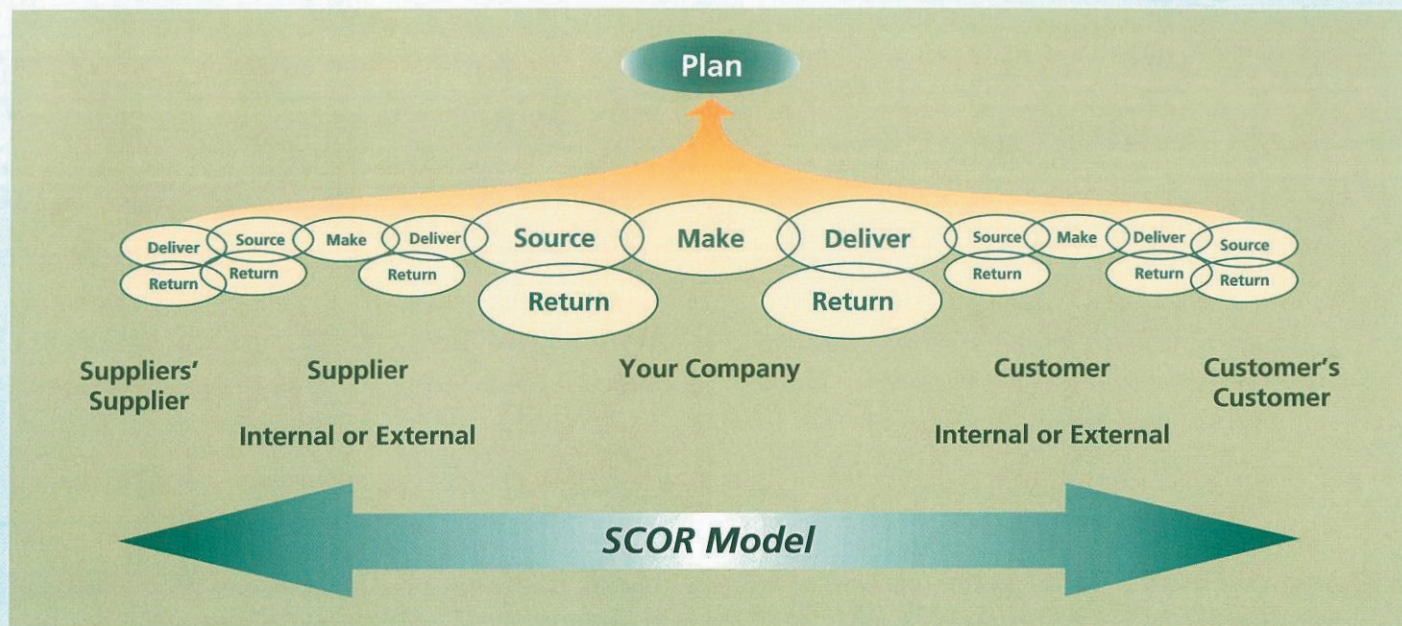 Plan
Deliver Source Make Deliver Source Make Deliver Source Make Deliver Source
Return Return Return Return Return Return Return Return
Suppliers' Supplier Your Company Customer Customer's
Supplier Customer
Internal or External Internal or External
SCOR Model